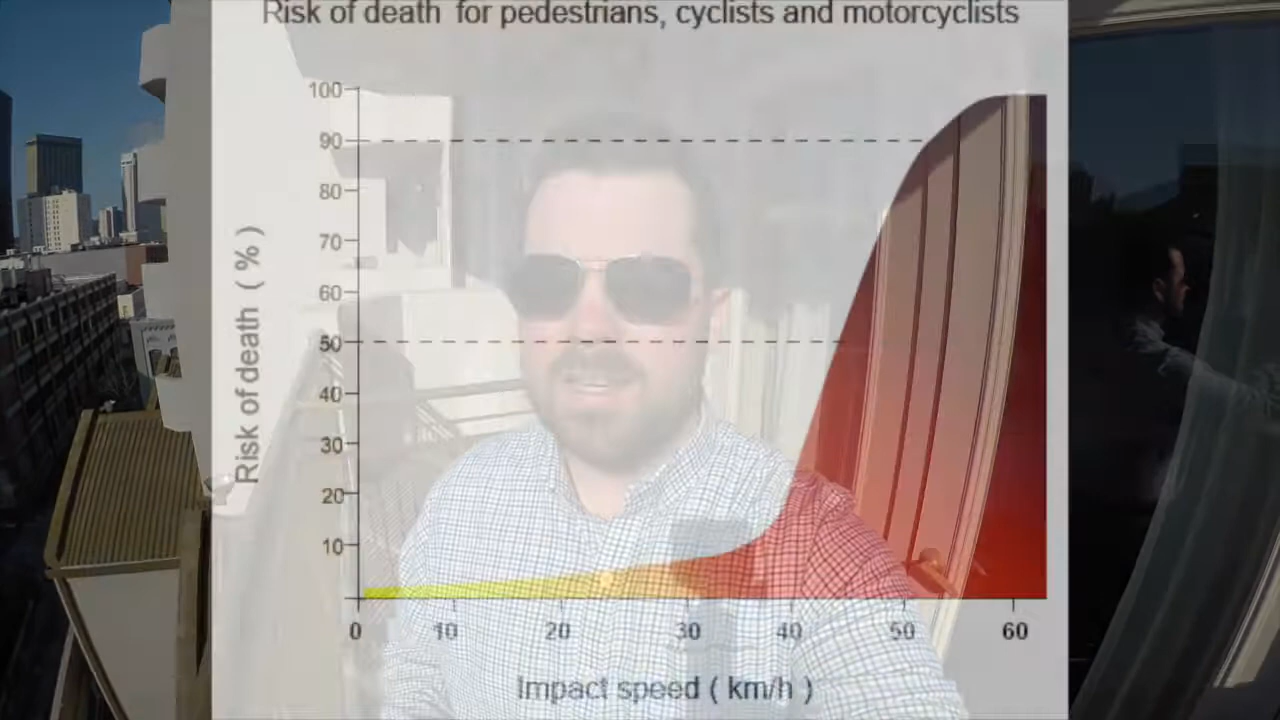 Risk of death for pedestrians, cyclists and motorcyclists
100
90
80
70
60
50
40
30
20
10
Risk of death ( % )
0 10 20 30 40 50 60
Impact speed ( km/h )